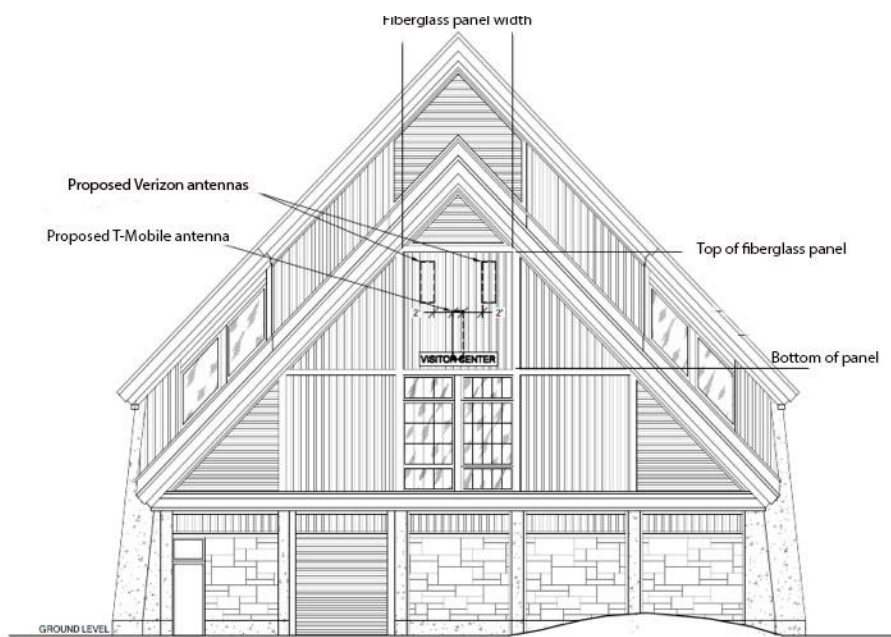 Fiberglass panel width
Proposed Verizon antennas
Proposed T-Mobile antenna
Top of fiberglass panel
2' 2'
VISITOR CENTER
Bottom of panel
GROUND LEVEL